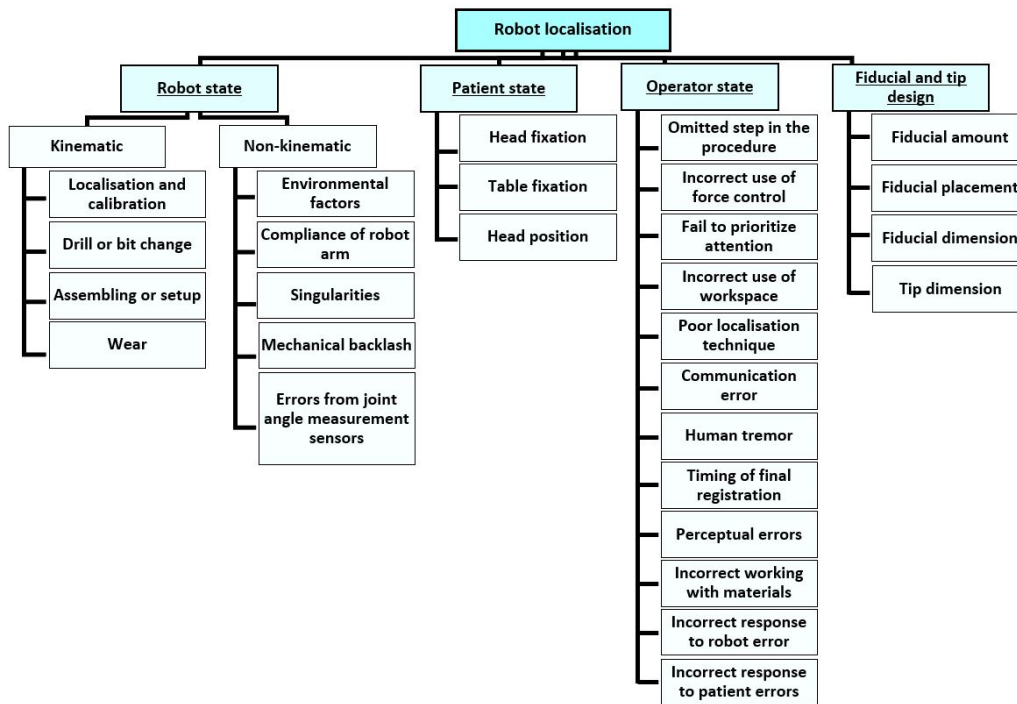 Robot localisation
Robot state
Kinematic
Localisation and
calibration
Drill or bit change
Assembling or setup
Wear
Non-kinematic
Environmental
factors
Compliance of robot
arm
Singularities
Mechanical backlash
Errors from joint
angle measurement
sensors
Patient state
Head fixation
Table fixation
Head position
Operator state
Omitted step in the
procedure
Incorrect use of
force control
Fail to prioritize
attention
Incorrect use of
workspace
Poor localisation
technique
Communication
error
Human tremor
Timing of final
registration
Perceptual errors
Incorrect working
with materials
Incorrect response
to robot error
Incorrect response
to patient errors
Fiducial and tip
design
Fiducial amount
Fiducial placement
Fiducial dimension
Tip dimension